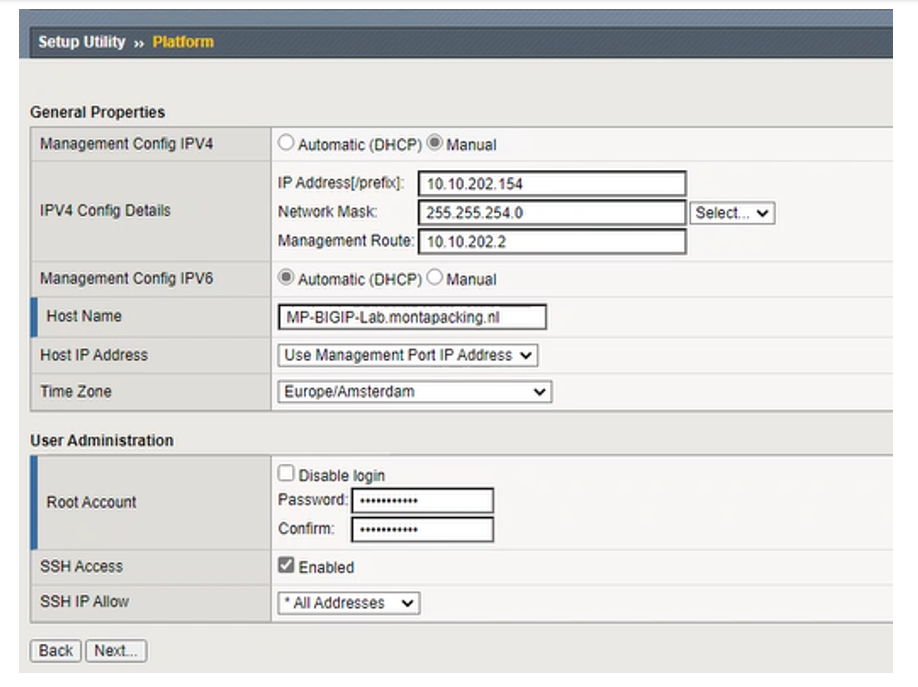 Setup Utility ›› Platform
General Properties
Management Config IPV4 Automatic (DHCP) Manual
IPV4 Config Details
IP Address[/prefix]: 10.10.202.154
Network Mask: 255.255.254.0 Select...
Management Route: 10.10.202.2
Management Config IPV6 Automatic (DHCP) Manual
Host Name MP-BIGIP-Lab.montapacking.nl
Host IP Address Use Management Port IP Address
Time Zone Europe/Amsterdam
User Administration
Root Account
Disable login
Password: •••••••••••
Confirm: •••••••••••
SSH Access Enabled
SSH IP Allow * All Addresses
Back Next...